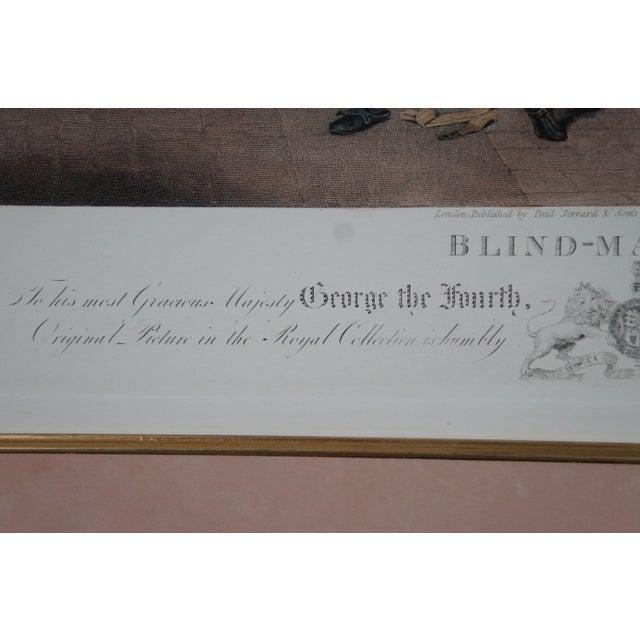 London, Published by Paul Jerrard & Sons
BLIND-MA
To his most Gracious Majesty George the Fourth,
Original Picture in the Royal Collection is humbly